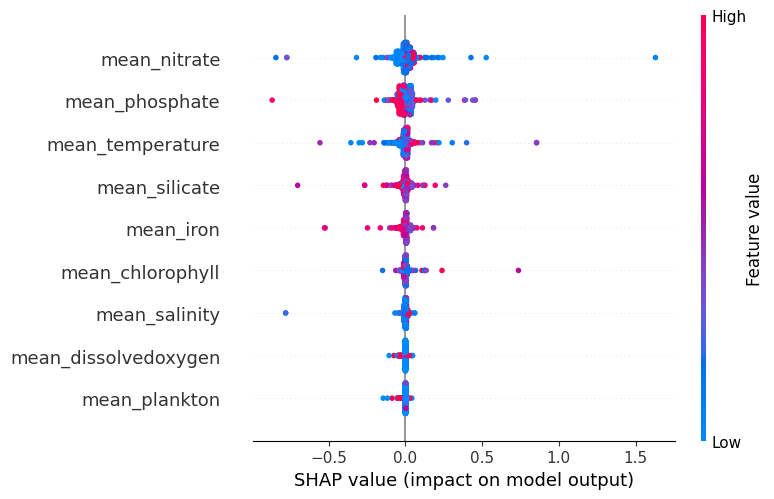 High
mean_nitrate
mean_phosphate
mean_temperature
mean_silicate
mean_iron
mean_chlorophyll
mean_salinity
mean_dissolvedoxygen
mean_plankton
Feature value
Low
−0.5 0.0 0.5 1.0 1.5
SHAP value (impact on model output)